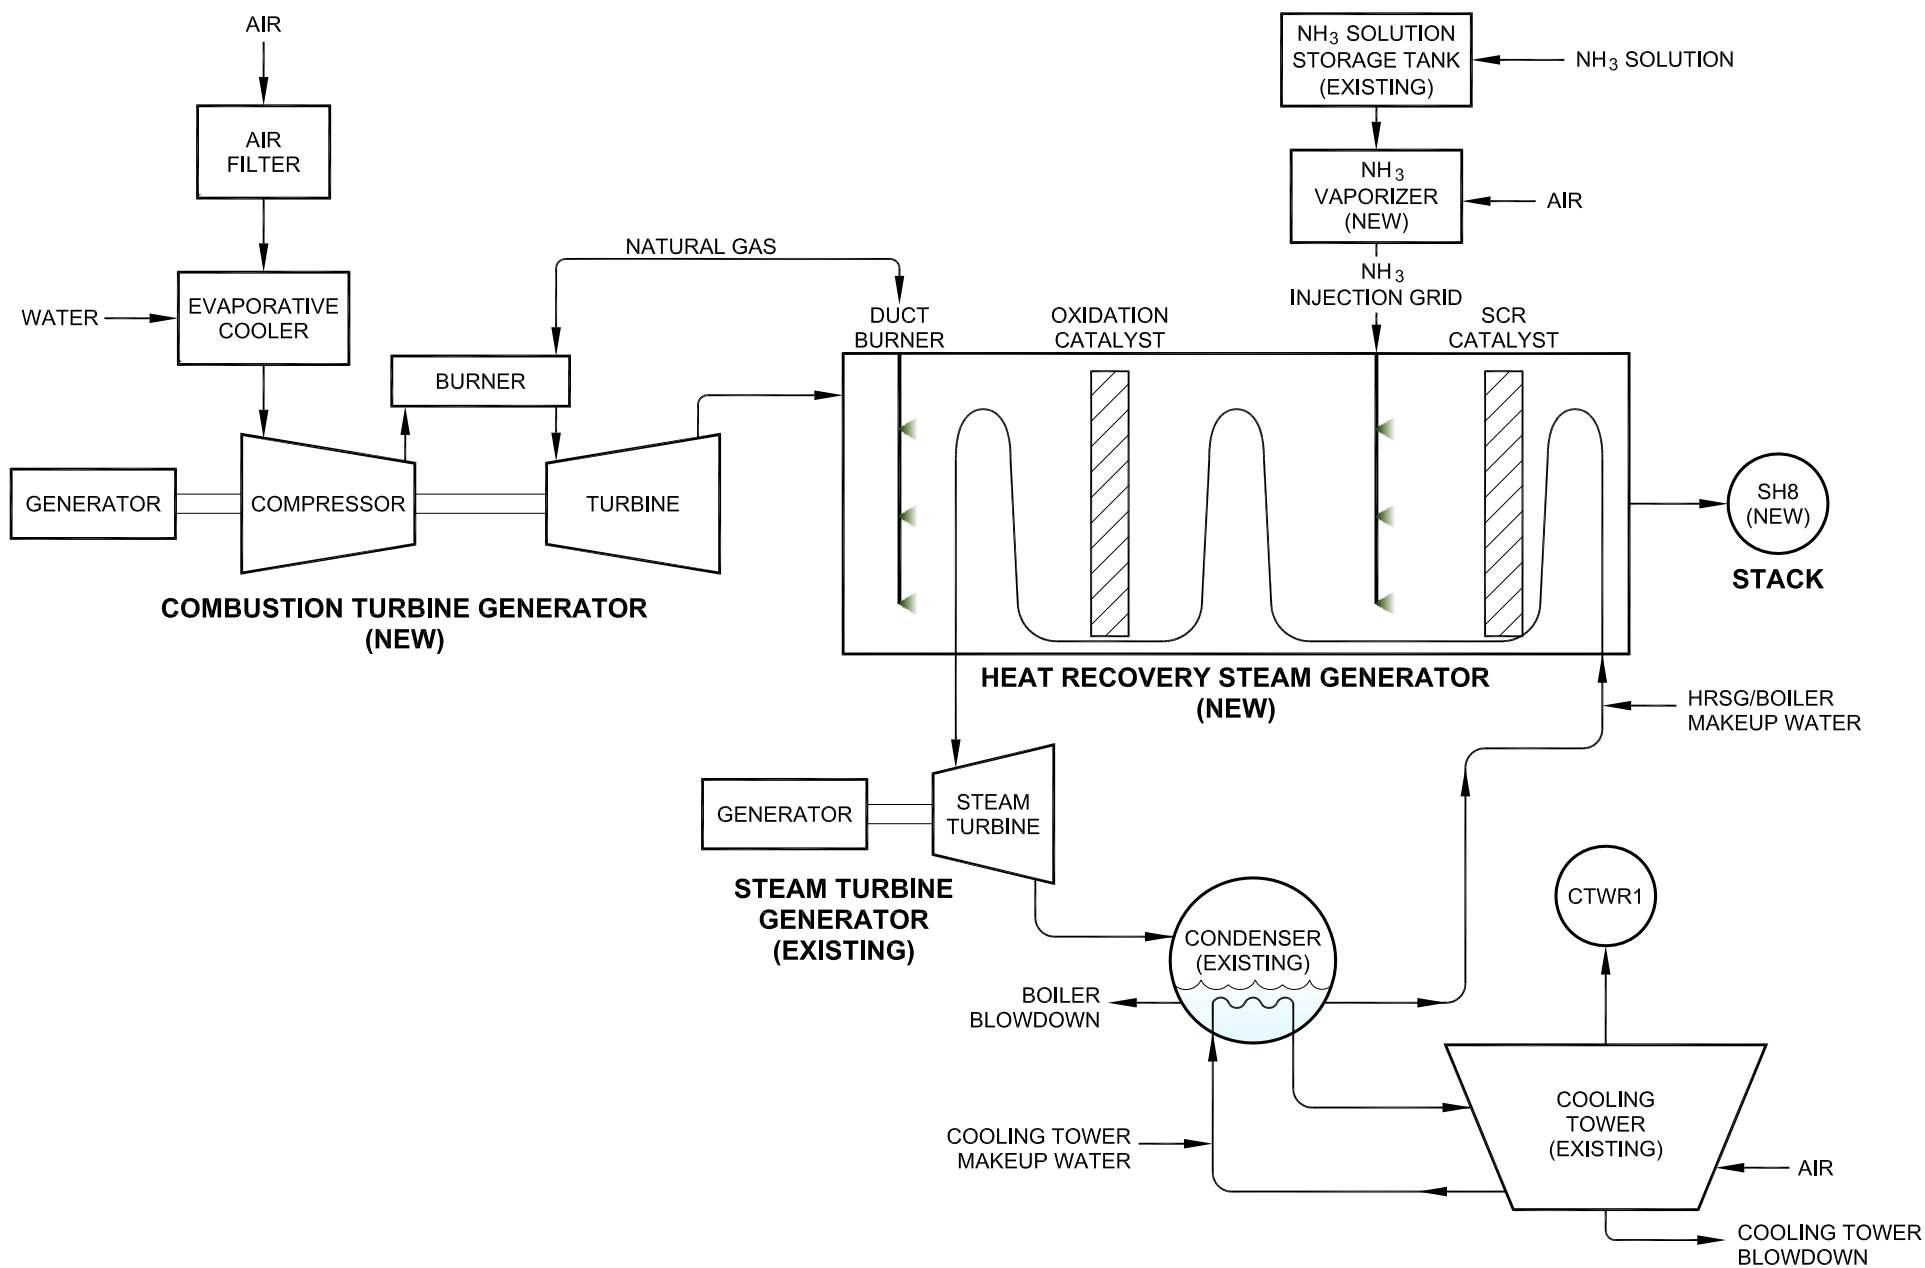 AIR
AIR
FILTER
WATER
EVAPORATIVE
COOLER
BURNER
NATURAL GAS
GENERATOR
COMPRESSOR
TURBINE
COMBUSTION TURBINE GENERATOR
(NEW)
NH3 SOLUTION
STORAGE TANK
(EXISTING)
NH3 SOLUTION
NH3
VAPORIZER
(NEW)
AIR
NH3
INJECTION GRID
DUCT
BURNER
OXIDATION
CATALYST
SCR
CATALYST
SH8
(NEW)
STACK
HEAT RECOVERY STEAM GENERATOR
(NEW)
HRSG/BOILER
MAKEUP WATER
GENERATOR
STEAM
TURBINE
STEAM TURBINE
GENERATOR
(EXISTING)
CONDENSER
(EXISTING)
BOILER
BLOWDOWN
CTWR1
COOLING
TOWER
(EXISTING)
COOLING TOWER
MAKEUP WATER
AIR
COOLING TOWER
BLOWDOWN